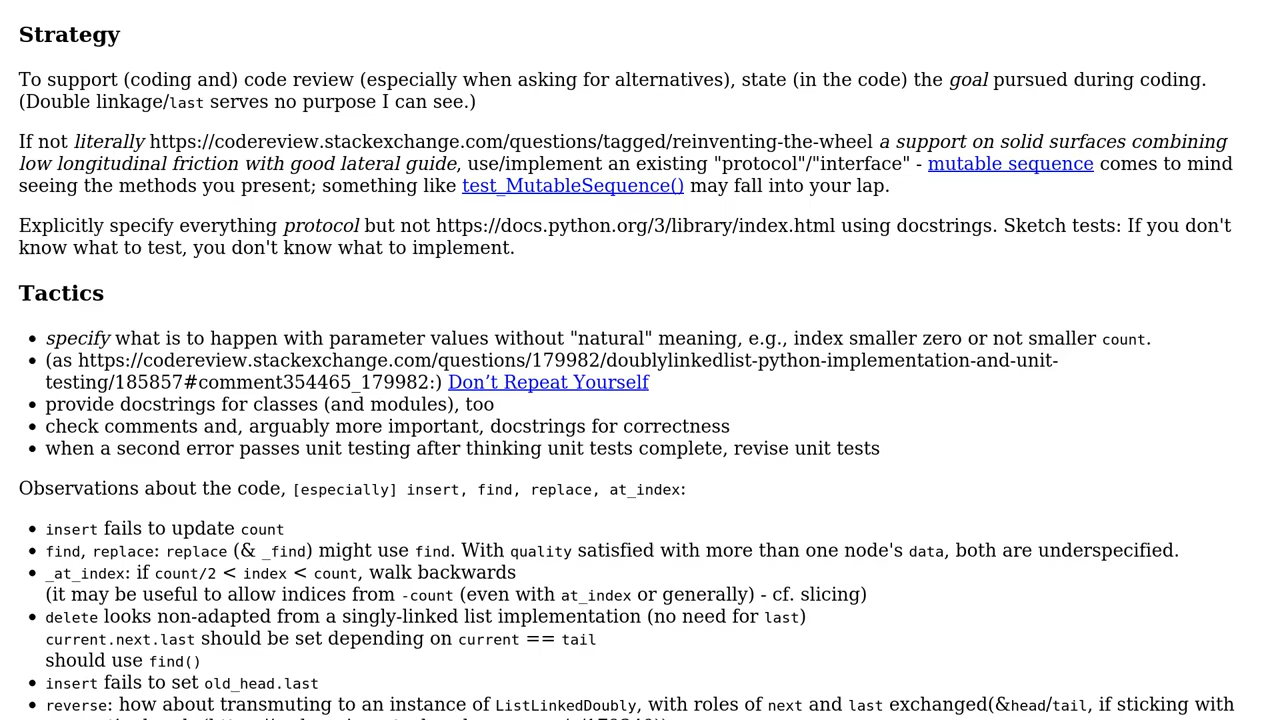 Strategy
To support (coding and) code review (especially when asking for alternatives), state (in the code) the goal pursued during coding.
(Double linkage/last serves no purpose I can see.)
If not literally https://codereview.stackexchange.com/questions/tagged/reinventing-the-wheel a support on solid surfaces combining
low longitudinal friction with good lateral guide, use/implement an existing "protocol"/"interface" - mutable sequence comes to mind
seeing the methods you present; something like test_MutableSequence() may fall into your lap.
Explicitly specify everything protocol but not https://docs.python.org/3/library/index.html using docstrings. Sketch tests: If you don't
know what to test, you don't know what to implement.
Tactics
• specify what is to happen with parameter values without "natural" meaning, e.g., index smaller zero or not smaller count.
• (as https://codereview.stackexchange.com/questions/179982/doublylinkedlist-python-implementation-and-unit-
testing/185857#comment354465_179982:) Don’t Repeat Yourself
• provide docstrings for classes (and modules), too
• check comments and, arguably more important, docstrings for correctness
• when a second error passes unit testing after thinking unit tests complete, revise unit tests
Observations about the code, [especially] insert, find, replace, at_index:
• insert fails to update count
• find, replace: replace (& _find) might use find. With quality satisfied with more than one node's data, both are underspecified.
• _at_index: if count/2 < index < count, walk backwards
(it may be useful to allow indices from -count (even with at_index or generally) - cf. slicing)
• delete looks non-adapted from a singly-linked list implementation (no need for last)
current.next.last should be set depending on current == tail
should use find()
• insert fails to set old_head.last
• reverse: how about transmuting to an instance of ListLinkedDoubly, with roles of next and last exchanged(&head/tail, if sticking with